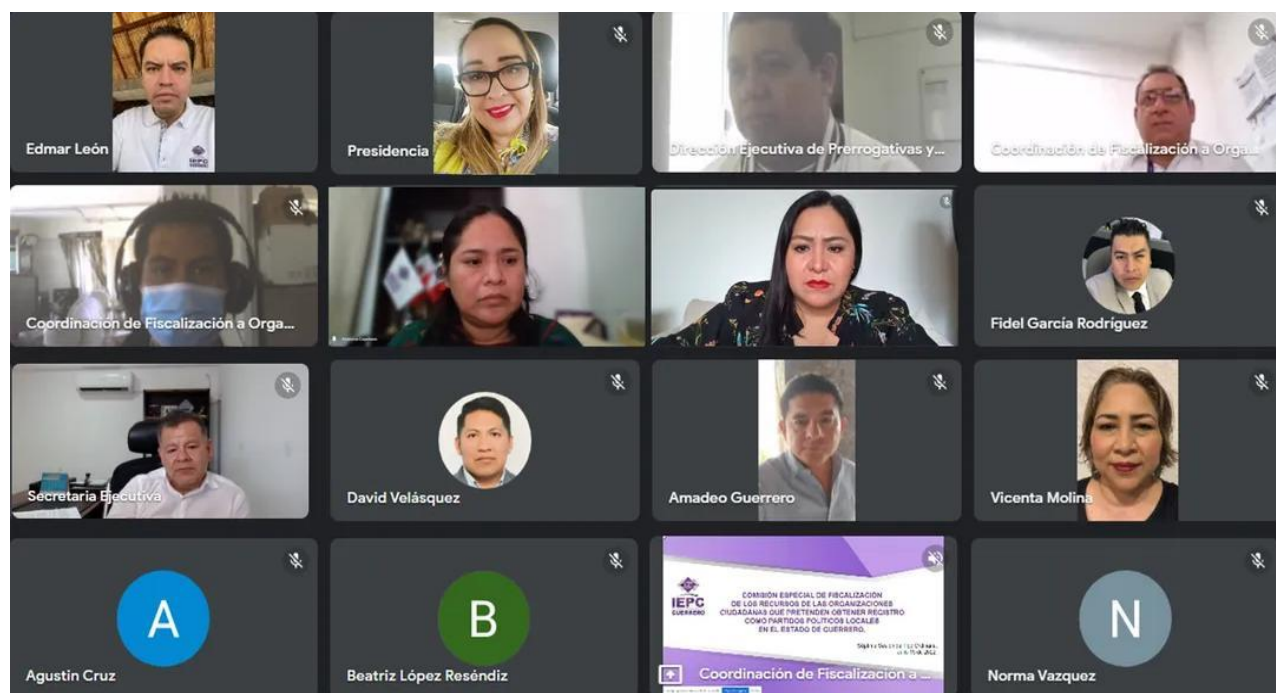 Edmar León
IEPC
Presidencia
Dirección Ejecutiva de Prerrogativas y...
Coordinación de Fiscalización a Orga...
Coordinación de Fiscalización a Orga...
Fidel García Rodríguez
Secretaria Ejecutiva
David Velásquez
Amadeo Guerrero
Vicenta Molina
A
Agustin Cruz
B
Beatriz López Reséndiz
IEPC
GUERRERO
COMISIÓN ESPECIAL DE FISCALIZACIÓN
DE LOS RECURSOS DE LAS ORGANIZACIONES
CIUDADANAS QUE PRETENDEN OBTENER REGISTRO
COMO PARTIDOS POLÍTICOS LOCALES
EN EL ESTADO DE GUERRERO.
Coordinación de Fiscalización a ...
N
Norma Vazquez